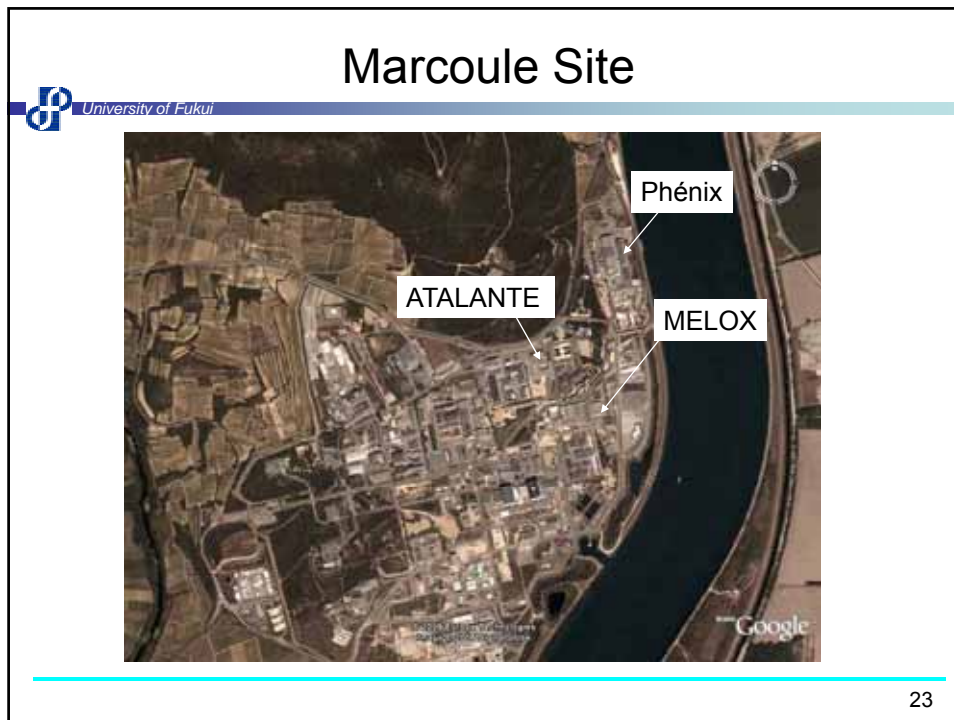 Marcoule Site
University of Fukui
Phénix
ATALANTE
MELOX
Google
23